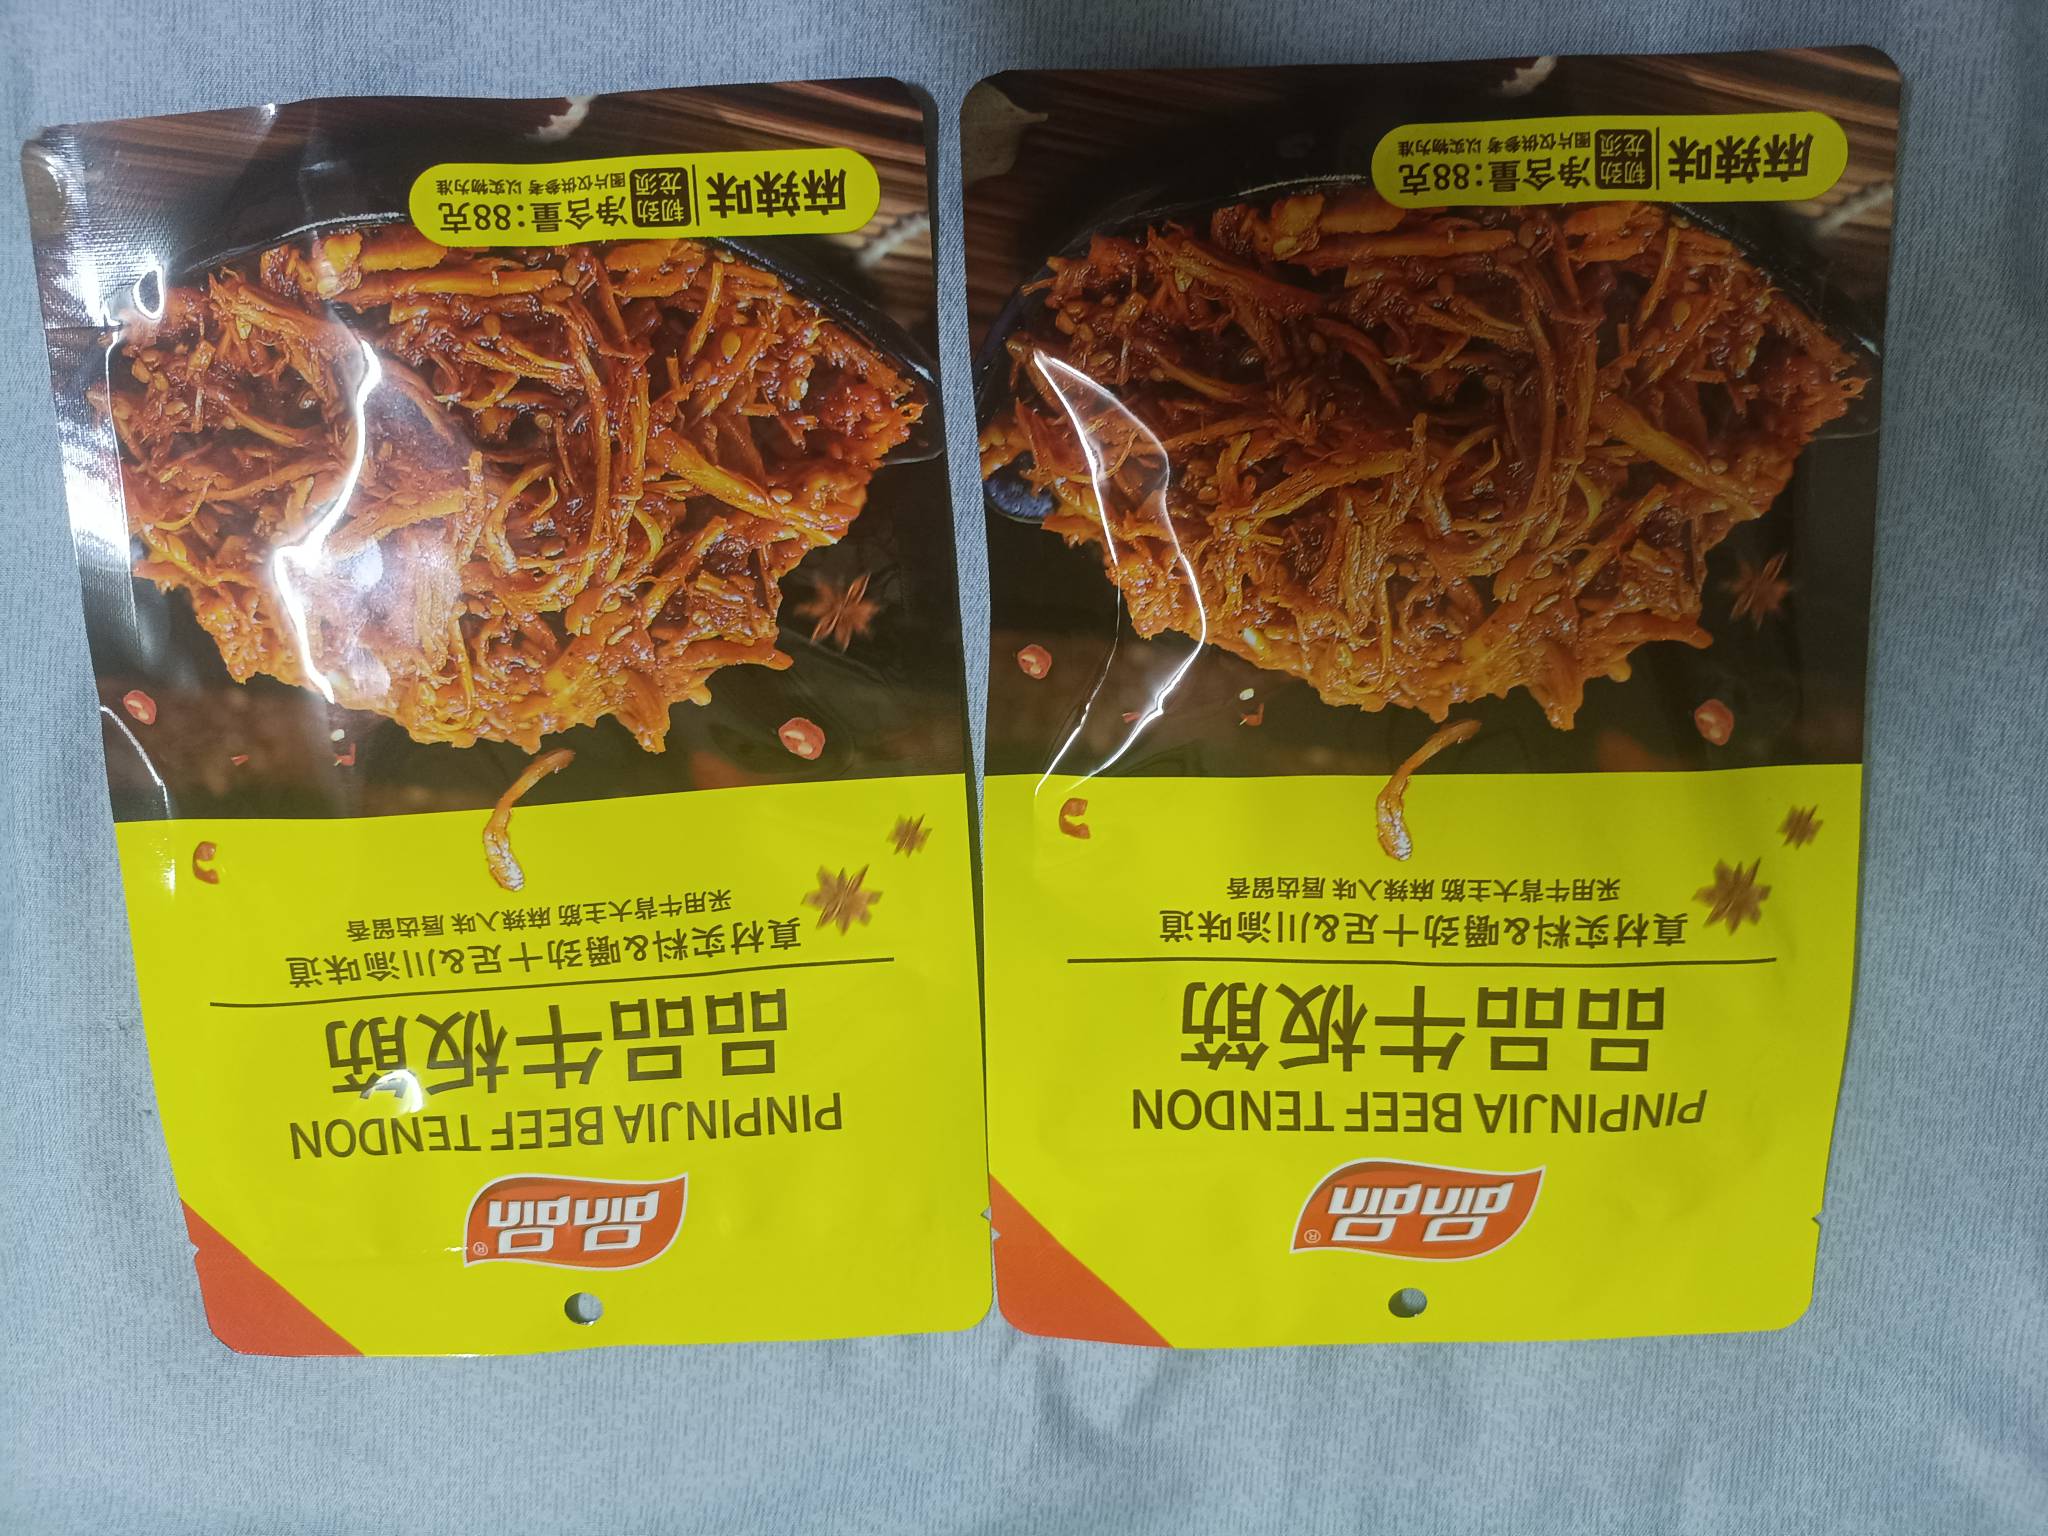 品品®
pinpin
PINPINJIA BEEF TENDON
品品牛板筋
真材实料&嚼劲十足&川渝味道
采用牛背大主筋 麻辣入味 唇齿留香
麻辣味
韧劲
龙须
净含量:88克
图片仅供参考 以实物为准
品品®
pinpin
PINPINJIA BEEF TENDON
品品牛板筋
真材实料&嚼劲十足&川渝味道
采用牛背大主筋 麻辣入味 唇齿留香
麻辣味
韧劲
龙须
净含量:88克
图片仅供参考 以实物为准